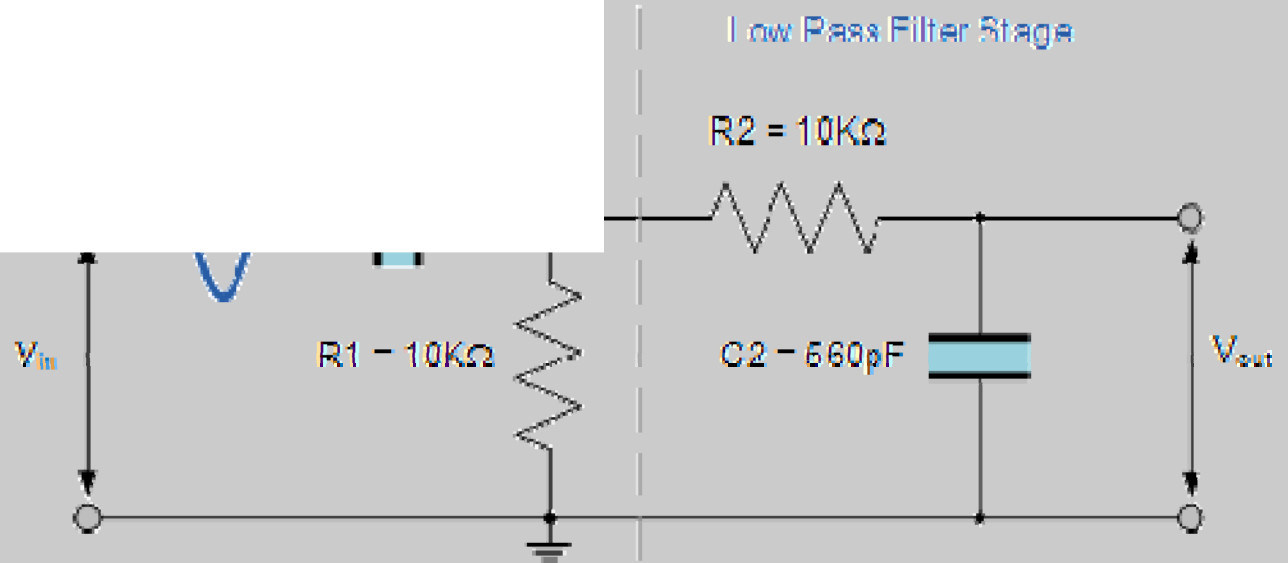 Low Pass Filter Stage
R2 = 10KΩ
Vin
R1 = 10KΩ
C2 = 560pF
Vout